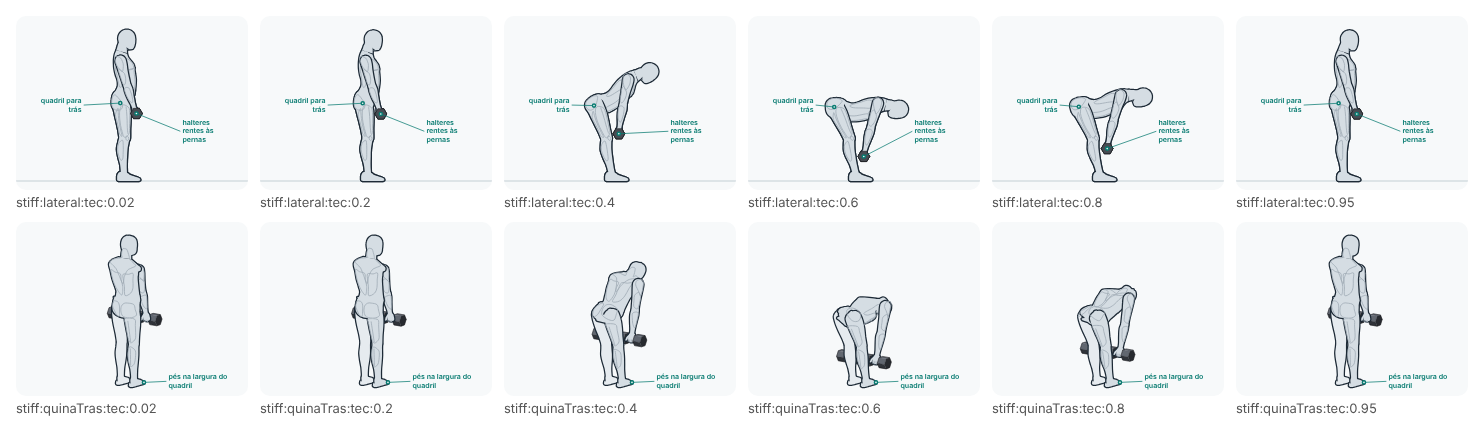 quadril para
trás
halteres
rentes às
pernas
stiff:lateral:tec:0.02
quadril para
trás
halteres
rentes às
pernas
stiff:lateral:tec:0.2
quadril para
trás
halteres
rentes às
pernas
stiff:lateral:tec:0.4
quadril para
trás
halteres
rentes às
pernas
stiff:lateral:tec:0.6
quadril para
trás
halteres
rentes às
pernas
stiff:lateral:tec:0.8
quadril para
trás
halteres
rentes às
pernas
stiff:lateral:tec:0.95
pés na largura do
quadril
stiff:quinaTras:tec:0.02
pés na largura do
quadril
stiff:quinaTras:tec:0.2
pés na largura do
quadril
stiff:quinaTras:tec:0.4
pés na largura do
quadril
stiff:quinaTras:tec:0.6
pés na largura do
quadril
stiff:quinaTras:tec:0.8
pés na largura do
quadril
stiff:quinaTras:tec:0.95